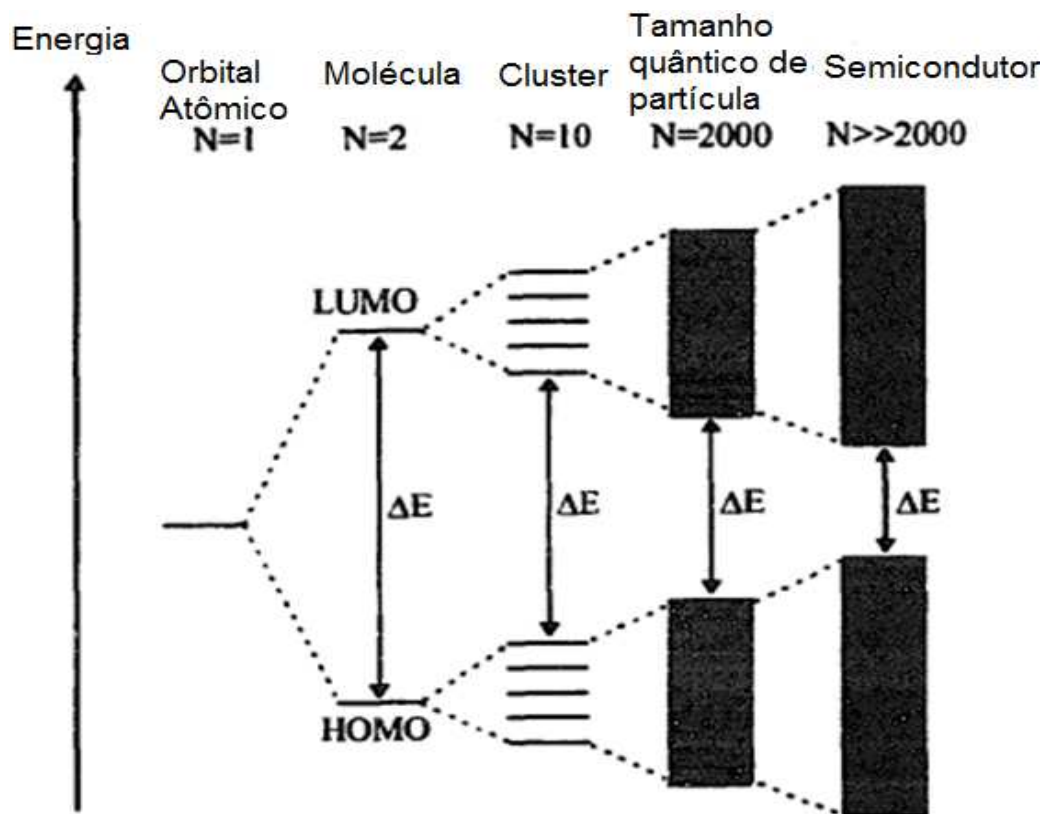 Energia
Orbital
Atômico
N=1
Molécula
N=2
Cluster
N=10
Tamanho
quântico de
partícula
N=2000
Semicondutor
N>>2000
LUMO
ΔE
ΔE
ΔE
ΔE
HOMO